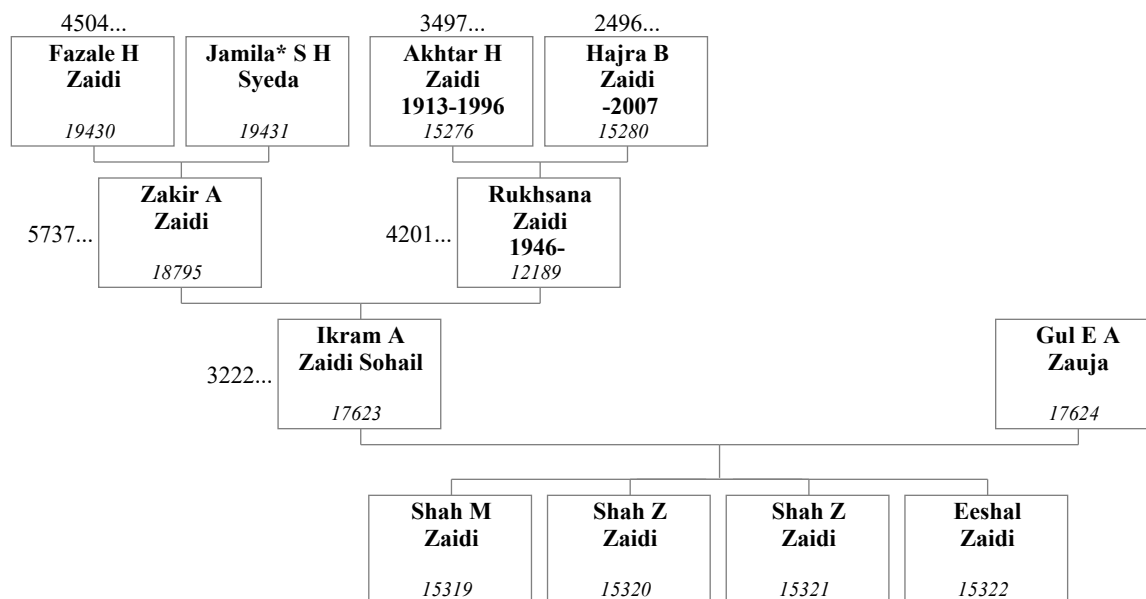 4504...
3497...
2496...
Fazale H
Zaidi
19430
Jamila* S H
Syeda
19431
Akhtar H
Zaidi
1913-1996
15276
Hajra B
Zaidi
-2007
15280
5737...
Zakir A
Zaidi
18795
4201...
Rukhsana
Zaidi
1946-
12189
3222...
Ikram A
Zaidi Sohail
17623
Gul E A
Zauja
17624
Shah M
Zaidi
15319
Shah Z
Zaidi
15320
Shah Z
Zaidi
15321
Eeshal
Zaidi
15322